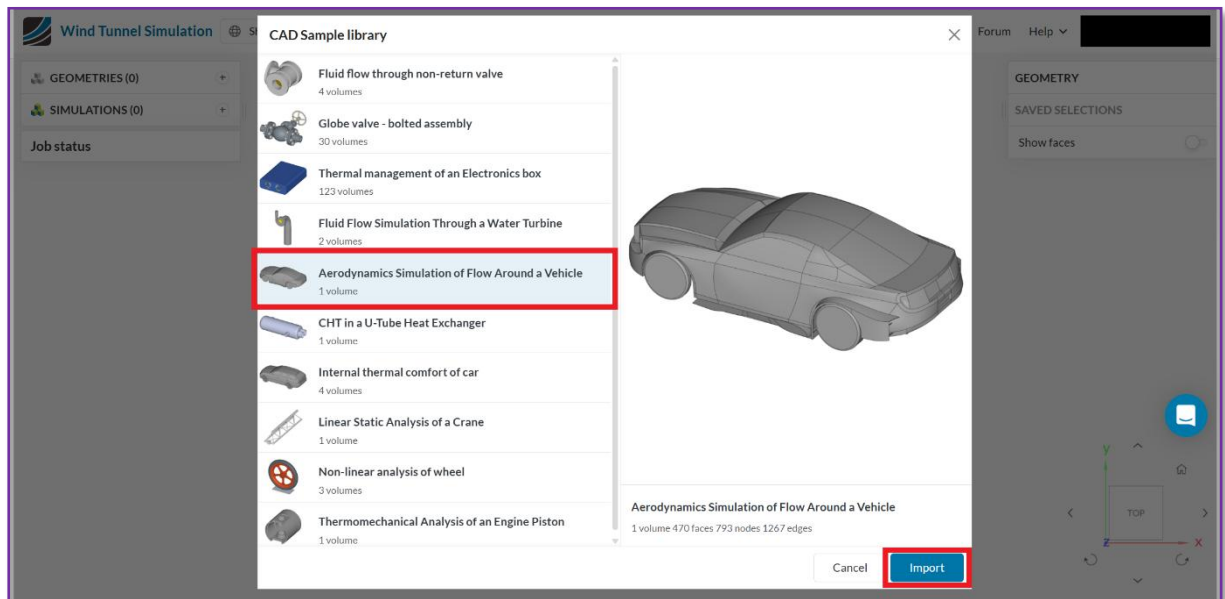 Wind Tunnel Simulation
CAD Sample library
Forum Help
GEOMETRIES (0)
SIMULATIONS (0)
Job status
Fluid flow through non-return valve
4 volumes
Globe valve - bolted assembly
30 volumes
Thermal management of an Electronics box
123 volumes
Fluid Flow Simulation Through a Water Turbine
2 volumes
Aerodynamics Simulation of Flow Around a Vehicle
1 volume
CHT in a U-Tube Heat Exchanger
1 volume
Internal thermal comfort of car
4 volumes
Linear Static Analysis of a Crane
1 volume
Non-linear analysis of wheel
3 volumes
Thermomechanical Analysis of an Engine Piston
1 volume
Aerodynamics Simulation of Flow Around a Vehicle
1 volume 470 faces 793 nodes 1267 edges
Cancel Import
GEOMETRY
SAVED SELECTIONS
Show faces
y
TOP
z
X